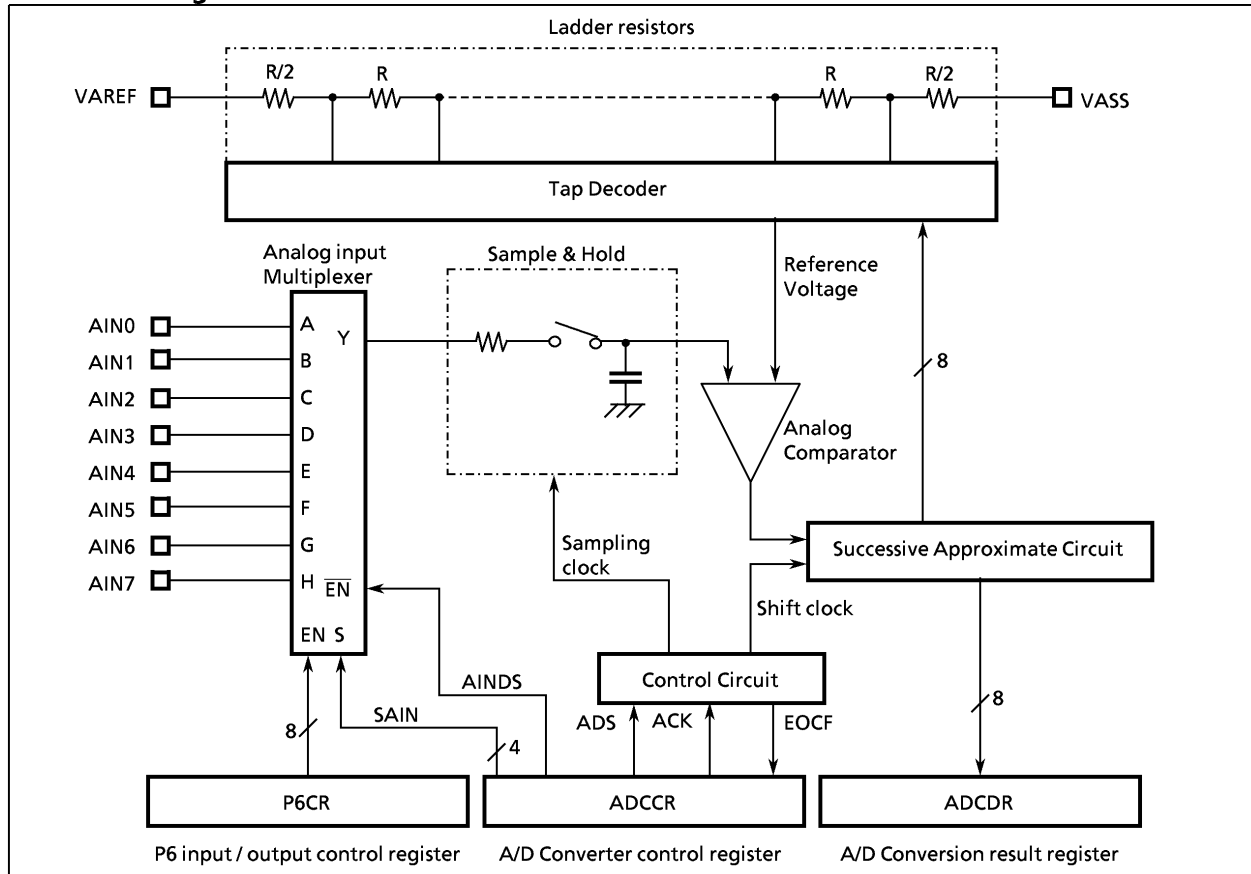 Ladder resistors
R/2
R
R
R/2
VAREF
VASS
Tap Decoder
Analog input
Multiplexer
Sample & Hold
Reference
Voltage
AIN0
AIN1
AIN2
AIN3
AIN4
AIN5
AIN6
AIN7
A
B
C
D
E
F
G
H
Y
EN
EN S
8
Analog
Comparator
Sampling
clock
Successive Approximate Circuit
Shift clock
Control Circuit
AINDS
SAIN
ADS
ACK
EOCF
8
4
8
P6CR
ADCCR
ADCDR
P6 input / output control register
A/D Converter control register
A/D Conversion result register